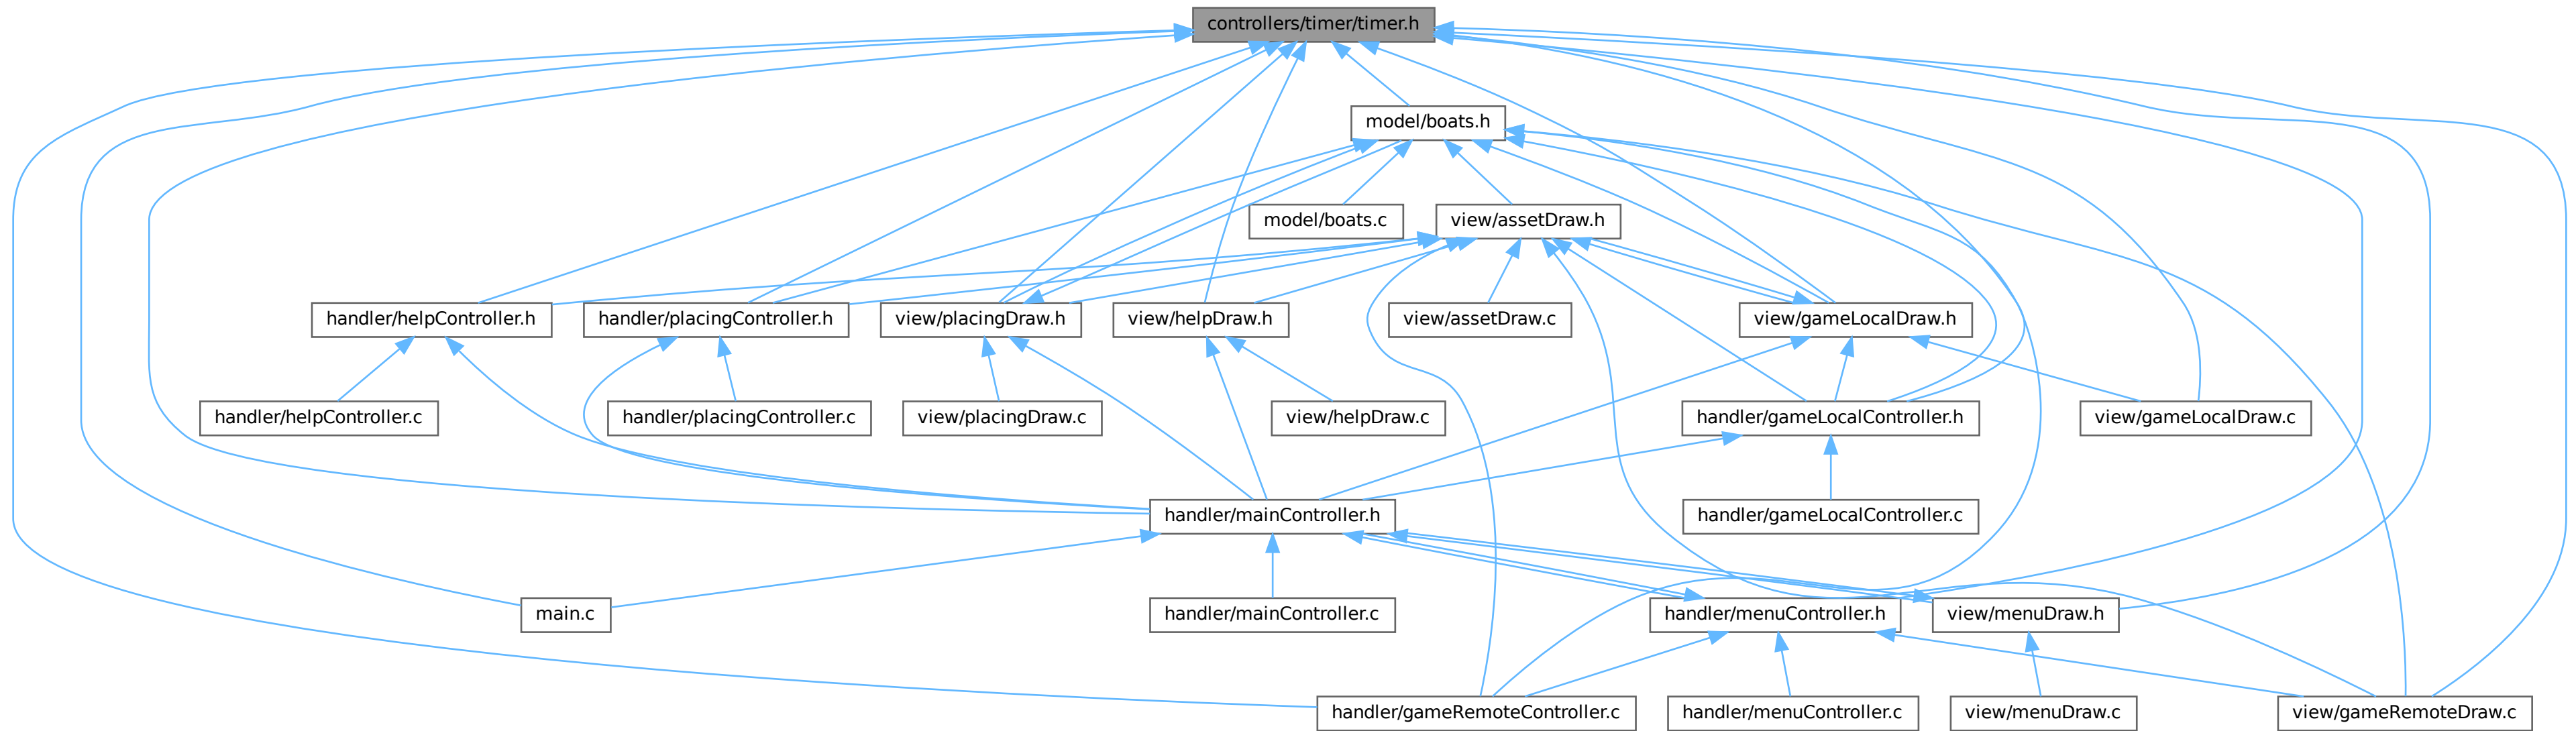 controllers/timer/timer.h
model/boats.h
model/boats.c
view/assetDraw.h
handler/helpController.h
handler/placingController.h
view/placingDraw.h
view/helpDraw.h
view/assetDraw.c
view/gameLocalDraw.h
handler/helpController.c
handler/placingController.c
view/placingDraw.c
view/helpDraw.c
handler/gameLocalController.h
view/gameLocalDraw.c
handler/mainController.h
handler/gameLocalController.c
main.c
handler/mainController.c
handler/menuController.h
view/menuDraw.h
handler/gameRemoteController.c
handler/menuController.c
view/menuDraw.c
view/gameRemoteDraw.c